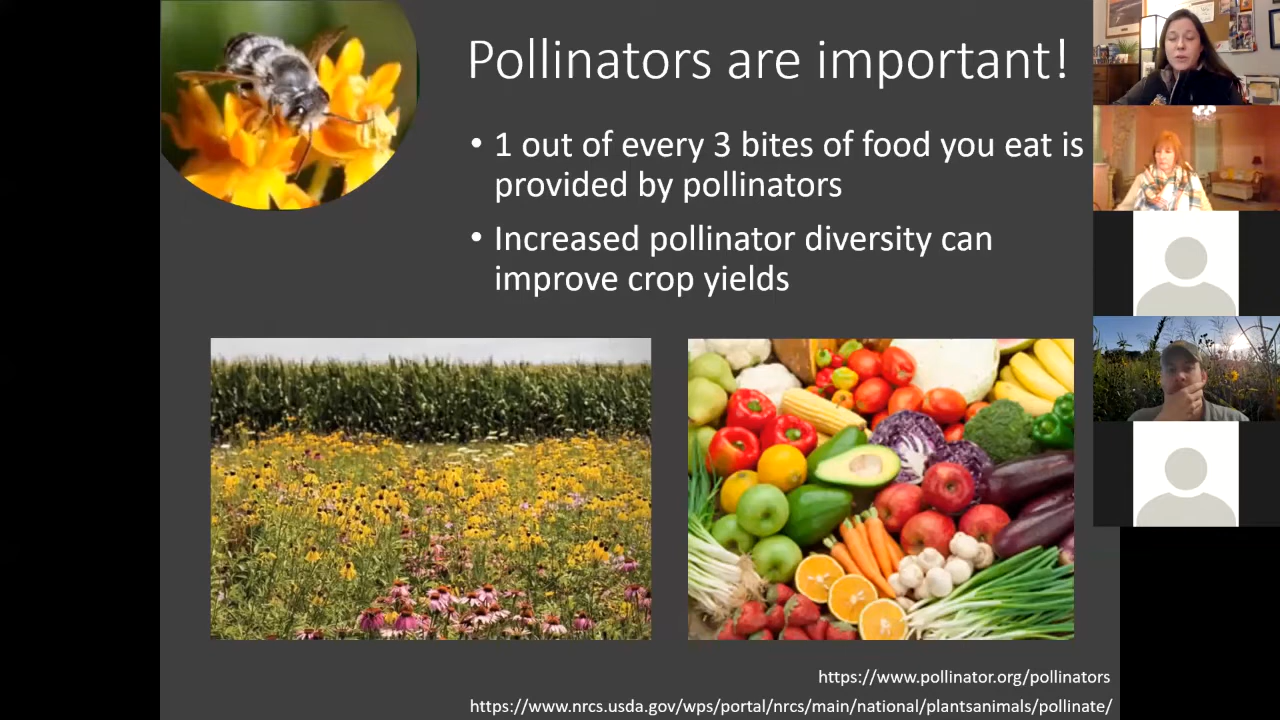 Pollinators are important!
• 1 out of every 3 bites of food you eat is
provided by pollinators
• Increased pollinator diversity can
improve crop yields
https://www.pollinator.org/pollinators
https://www.nrcs.usda.gov/wps/portal/nrcs/main/national/plantsanimals/pollinate/